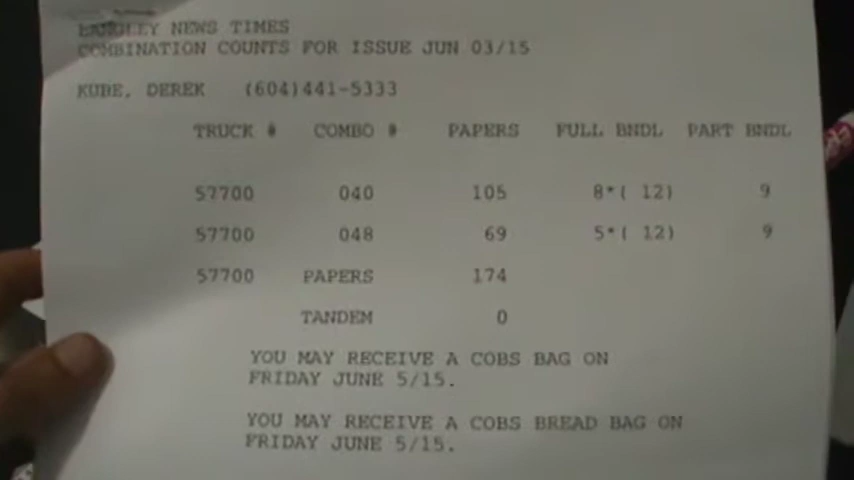 LANGLEY NEWS TIMES
COMBINATION COUNTS FOR ISSUE JUN 03/15
KUBE, DEREK (604)441-5333
TRUCK # COMBO # PAPERS FULL BNDL PART BNDL
57700 040 105 8*( 12) 9
57700 048 69 5*( 12) 9
57700 PAPERS 174
TANDEM 0
YOU MAY RECEIVE A COBS BAG ON
FRIDAY JUNE 5/15.
YOU MAY RECEIVE A COBS BREAD BAG ON
FRIDAY JUNE 5/15.